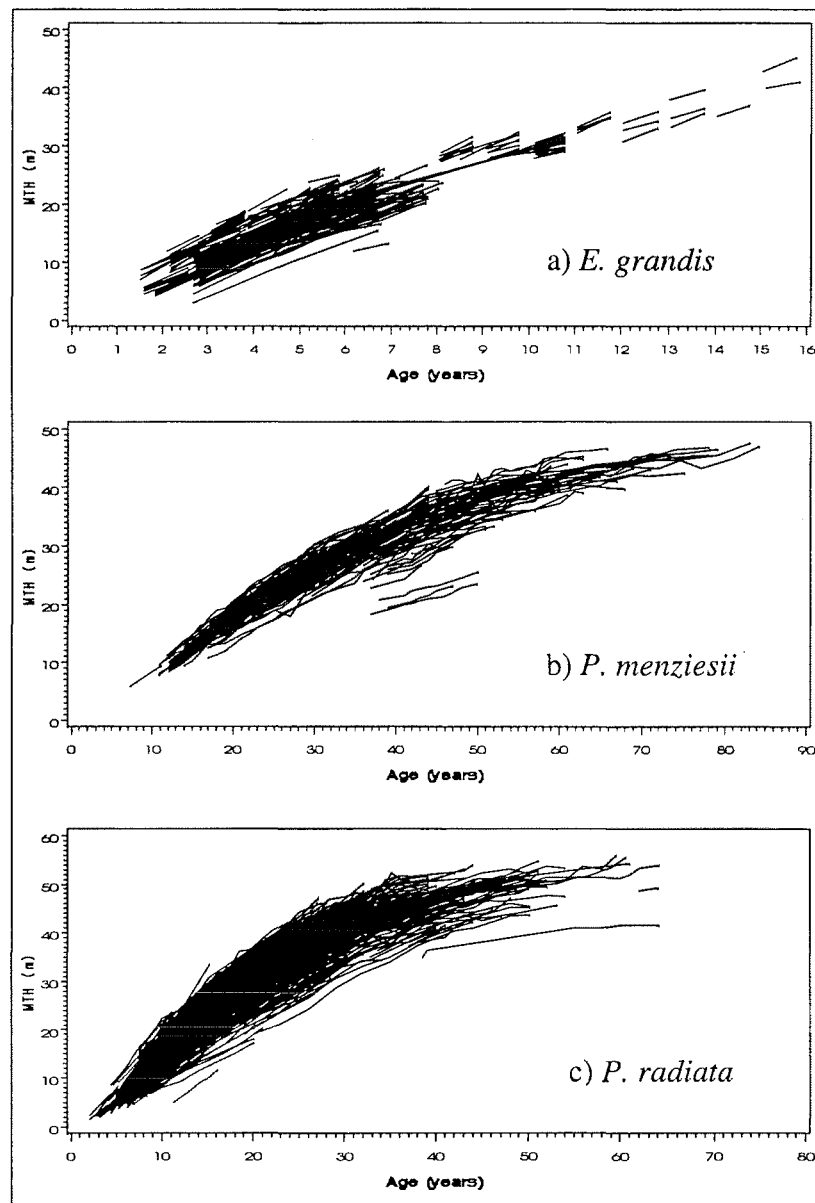 50
40
30
20
10
0
MTH (m)
a) E. grandis
0 1 2 3 4 5 6 7 8 9 10 11 12 13 14 15 16
Age (years)
50
40
30
20
10
0
MTH (m)
b) P. menziesii
0 10 20 30 40 50 60 70 80 90
Age (years)
60
50
40
30
20
10
0
MTH (m)
c) P. radiata
0 10 20 30 40 50 60 70 80
Age (years)